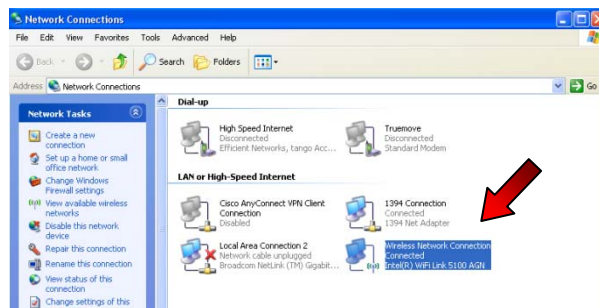 Network Connections
File Edit View Favorites Tools Advanced Help
Back Search Folders
Address Network Connections Go
Network Tasks
Create a new
connection
Set up a home or small
office network
Change Windows
Firewall settings
View available wireless
networks
Disable this network
device
Repair this connection
Rename this connection
View status of this
connection
Change settings of this
Dial-up
High Speed Internet
Disconnected
Efficient Networks, tango Acc...
Truemove
Disconnected
Standard Modem
LAN or High-Speed Internet
Cisco AnyConnect VPN Client
Connection
Disabled
1394 Connection
Connected
1394 Net Adapter
Local Area Connection 2
Network cable unplugged
Broadcom NetLink (TM) Gigabit...
Wireless Network Connection
Connected
Intel(R) WiFi Link 5100 AGN